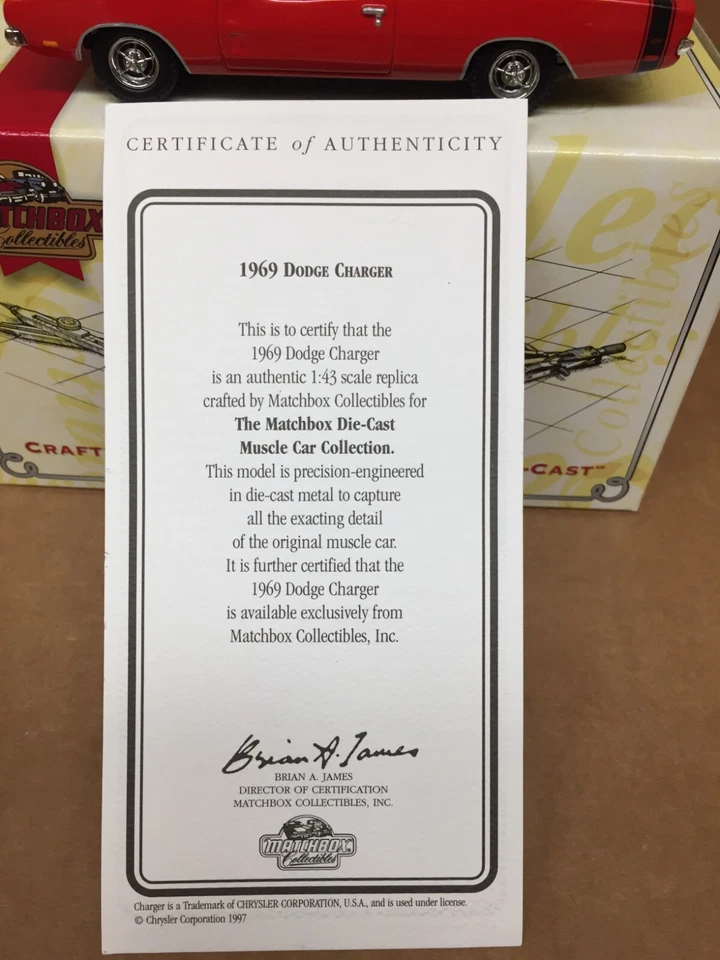 CERTIFICATE of AUTHENTICITY
1969 DODGE CHARGER
This is to certify that the
1969 Dodge Charger
is an authentic 1:43 scale replica
crafted by Matchbox Collectibles for
The Matchbox Die-Cast
Muscle Car Collection.
This model is precision-engineered
in die-cast metal to capture
all the exacting detail
of the original muscle car.
It is further certified that the
1969 Dodge Charger
is available exclusively from
Matchbox Collectibles, Inc.
Brian A. James
BRIAN A. JAMES
DIRECTOR OF CERTIFICATION
MATCHBOX COLLECTIBLES, INC.
MATCHBOX
Collectibles
Charger is a Trademark of CHRYSLER CORPORATION, U.S.A., and is used under license.
© Chrysler Corporation 1997
TCHBOX
Collectibles
CRAFT
-CAST™
les
Collectibles